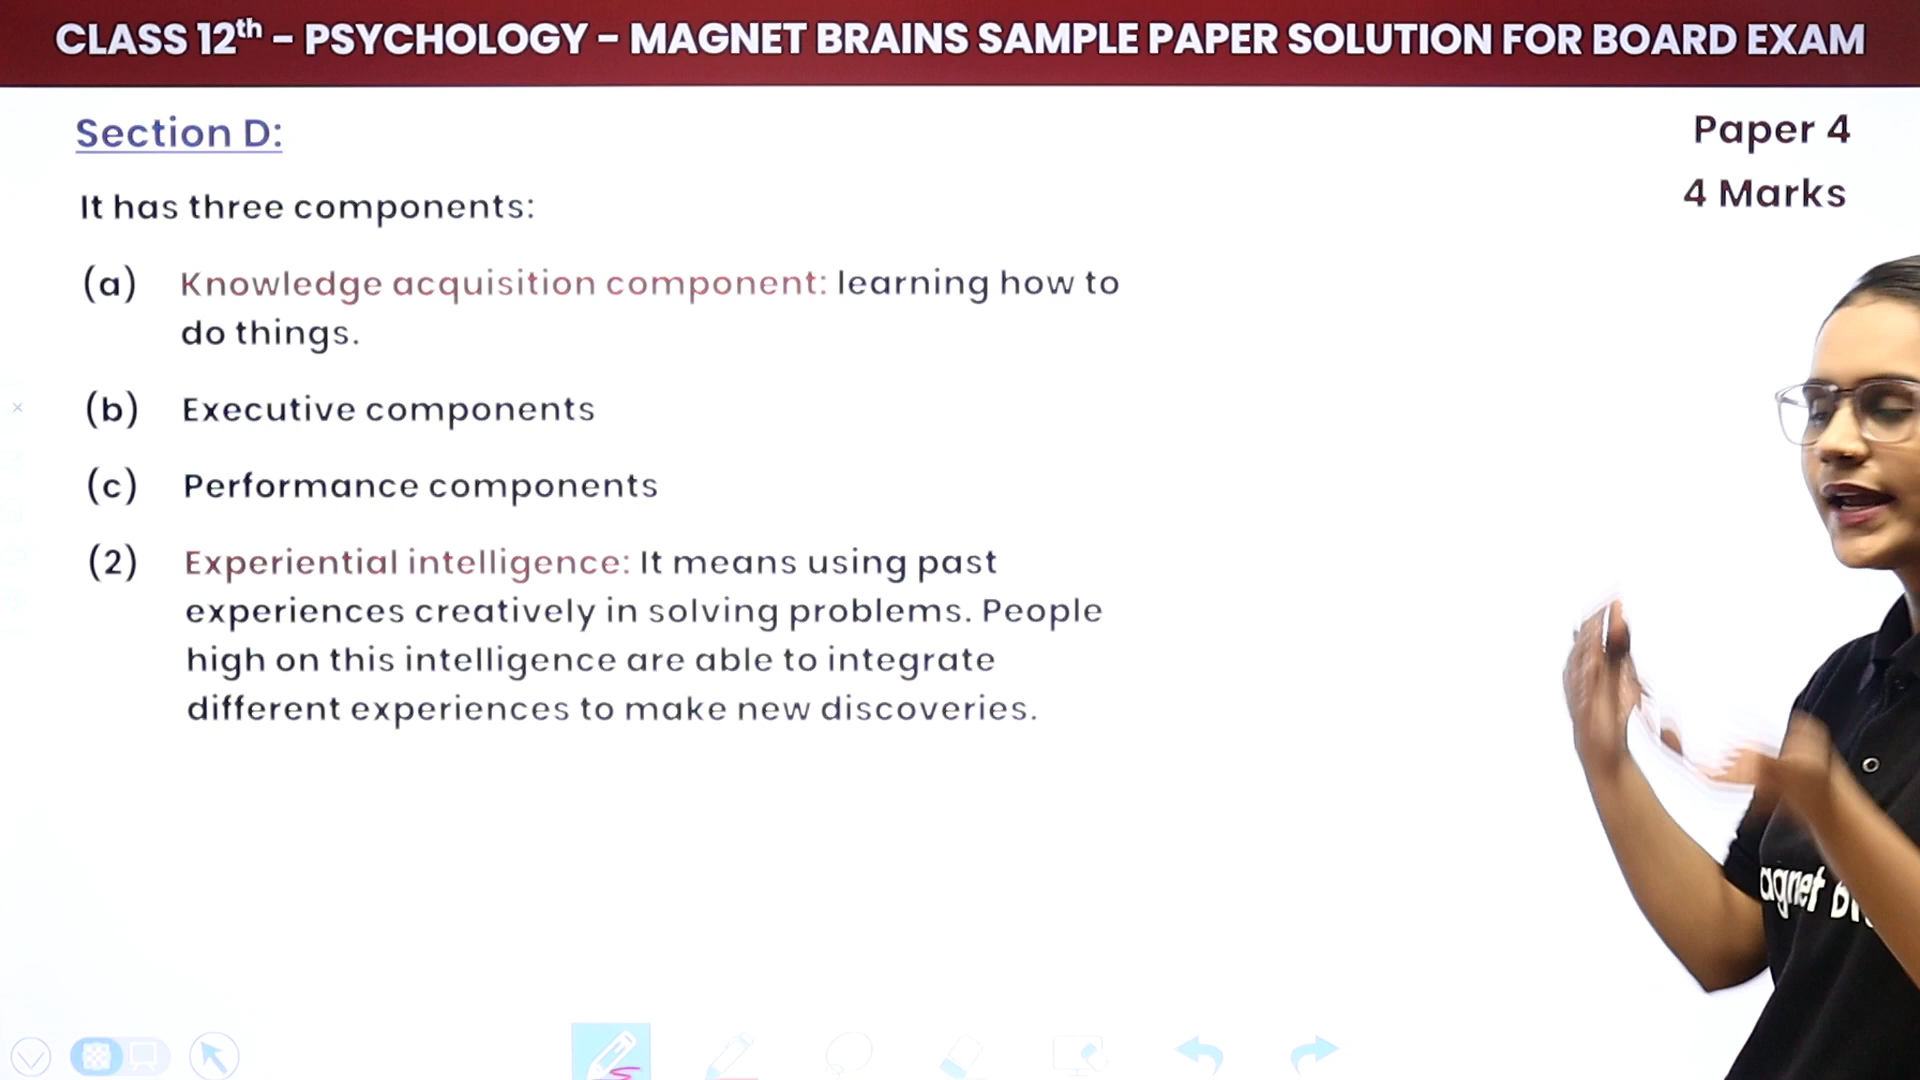 CLASS 12th - PSYCHOLOGY - MAGNET BRAINS SAMPLE PAPER SOLUTION FOR BOARD EXAM
Section D:
Paper 4
4 Marks
It has three components:
(a) Knowledge acquisition component: learning how to
do things.
(b) Executive components
(c) Performance components
(2) Experiential intelligence: It means using past
experiences creatively in solving problems. People
high on this intelligence are able to integrate
different experiences to make new discoveries.